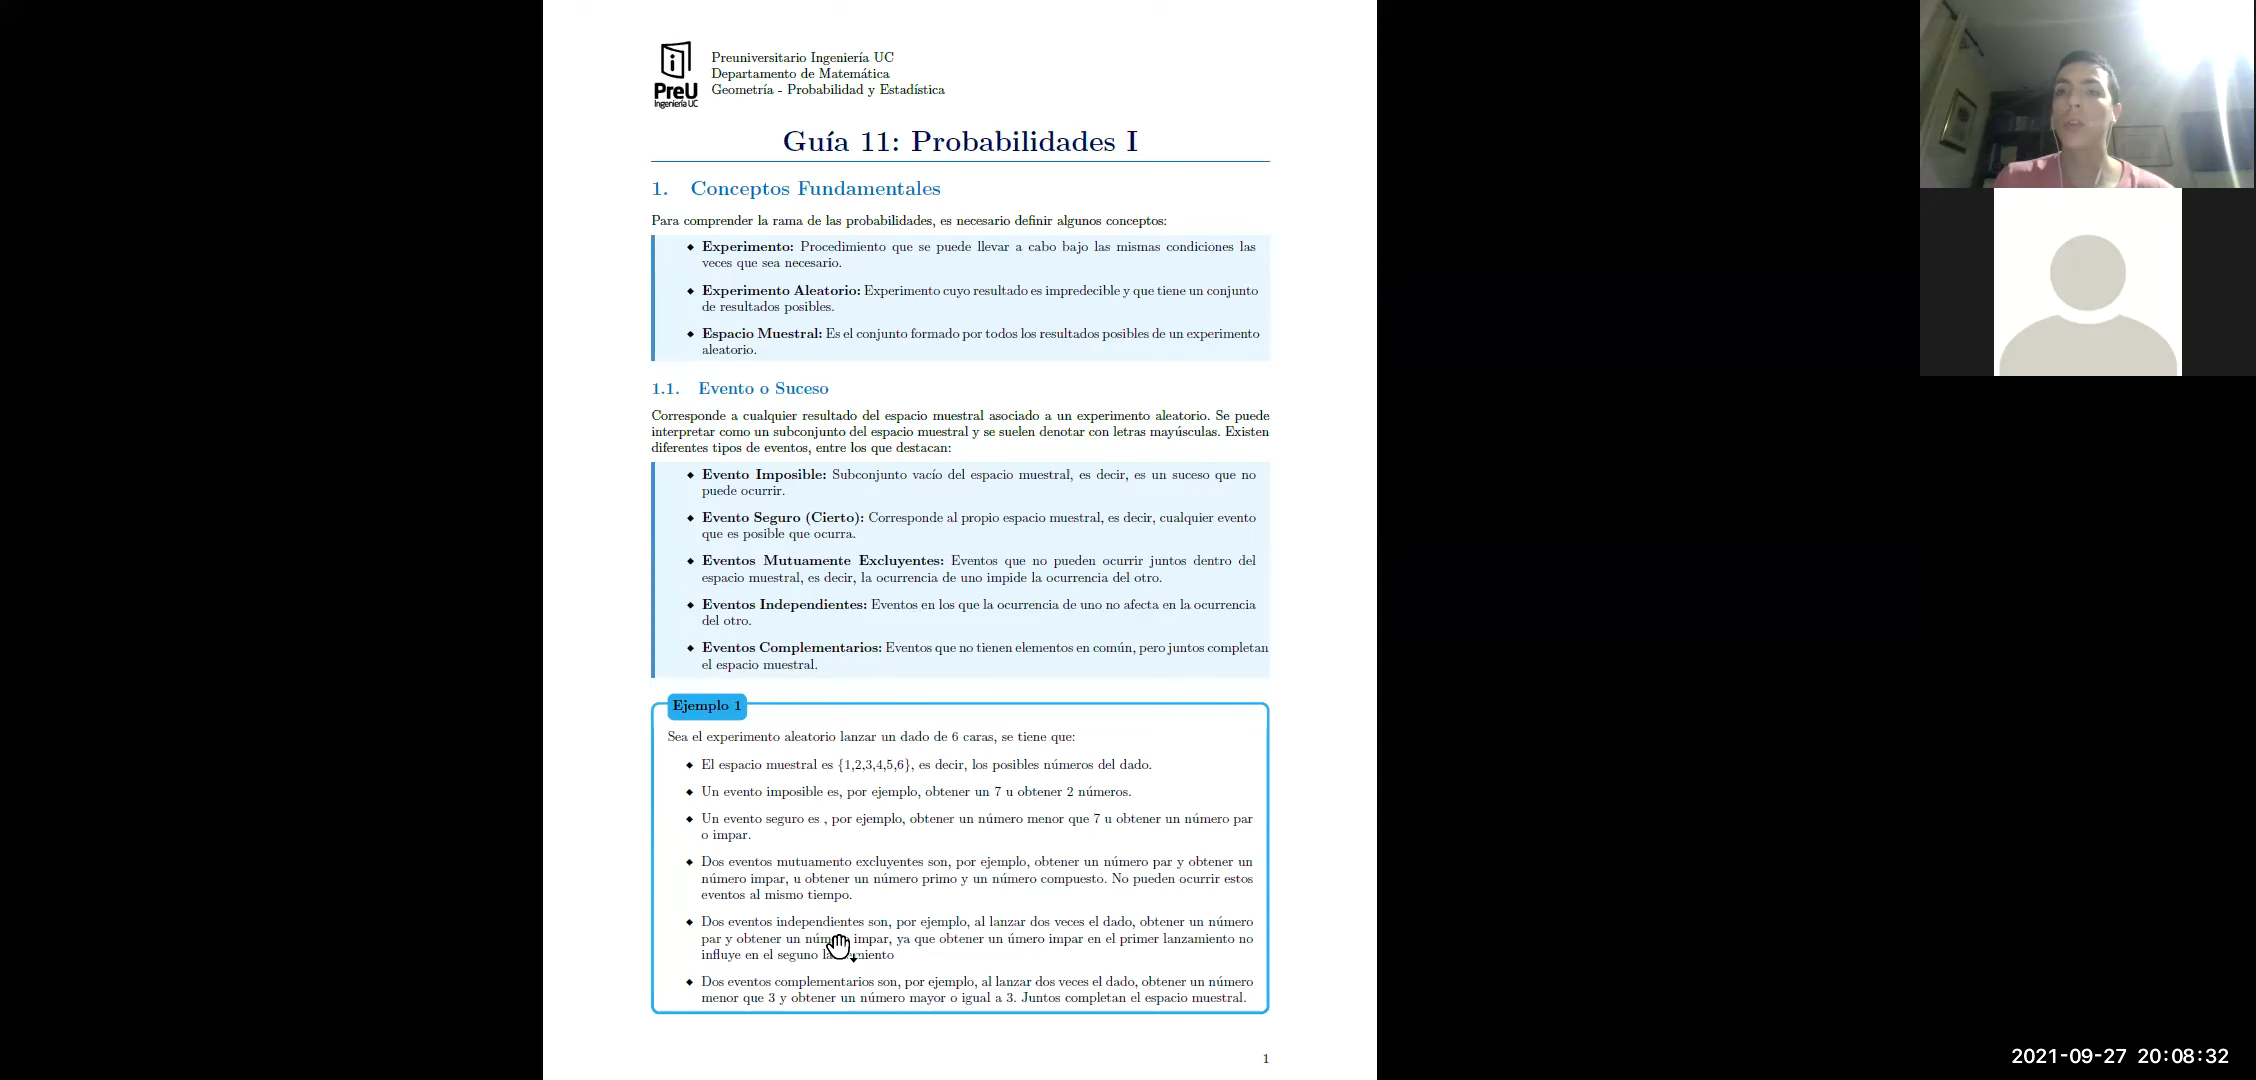 PreU
Ingeniería UC
Preuniversitario Ingeniería UC
Departamento de Matemática
Geometría - Probabilidad y Estadística
Guía 11: Probabilidades I
1. Conceptos Fundamentales
Para comprender la rama de las probabilidades, es necesario definir algunos conceptos:
◆ Experimento: Procedimiento que se puede llevar a cabo bajo las mismas condiciones las
veces que sea necesario.
◆ Experimento Aleatorio: Experimento cuyo resultado es impredecible y que tiene un conjunto
de resultados posibles.
◆ Espacio Muestral: Es el conjunto formado por todos los resultados posibles de un experimento
aleatorio.
1.1. Evento o Suceso
Corresponde a cualquier resultado del espacio muestral asociado a un experimento aleatorio. Se puede
interpretar como un subconjunto del espacio muestral y se suelen denotar con letras mayúsculas. Existen
diferentes tipos de eventos, entre los que destacan:
◆ Evento Imposible: Subconjunto vacío del espacio muestral, es decir, es un suceso que no
puede ocurrir.
◆ Evento Seguro (Cierto): Corresponde al propio espacio muestral, es decir, cualquier evento
que es posible que ocurra.
◆ Eventos Mutuamente Excluyentes: Eventos que no pueden ocurrir juntos dentro del
espacio muestral, es decir, la ocurrencia de uno impide la ocurrencia del otro.
◆ Eventos Independientes: Eventos en los que la ocurrencia de uno no afecta en la ocurrencia
del otro.
◆ Eventos Complementarios: Eventos que no tienen elementos en común, pero juntos completan
el espacio muestral.
Ejemplo 1
Sea el experimento aleatorio lanzar un dado de 6 caras, se tiene que:
◆ El espacio muestral es {1,2,3,4,5,6}, es decir, los posibles números del dado.
◆ Un evento imposible es, por ejemplo, obtener un 7 u obtener 2 números.
◆ Un evento seguro es , por ejemplo, obtener un número menor que 7 u obtener un número par
o impar.
◆ Dos eventos mutuamento excluyentes son, por ejemplo, obtener un número par y obtener un
número impar, u obtener un número primo y un número compuesto. No pueden ocurrir estos
eventos al mismo tiempo.
◆ Dos eventos independientes son, por ejemplo, al lanzar dos veces el dado, obtener un número
par y obtener un número impar, ya que obtener un úmero impar en el primer lanzamiento no
influye en el seguno lanzamiento
◆ Dos eventos complementarios son, por ejemplo, al lanzar dos veces el dado, obtener un número
menor que 3 y obtener un número mayor o igual a 3. Juntos completan el espacio muestral.
1
2021-09-27 20:08:32